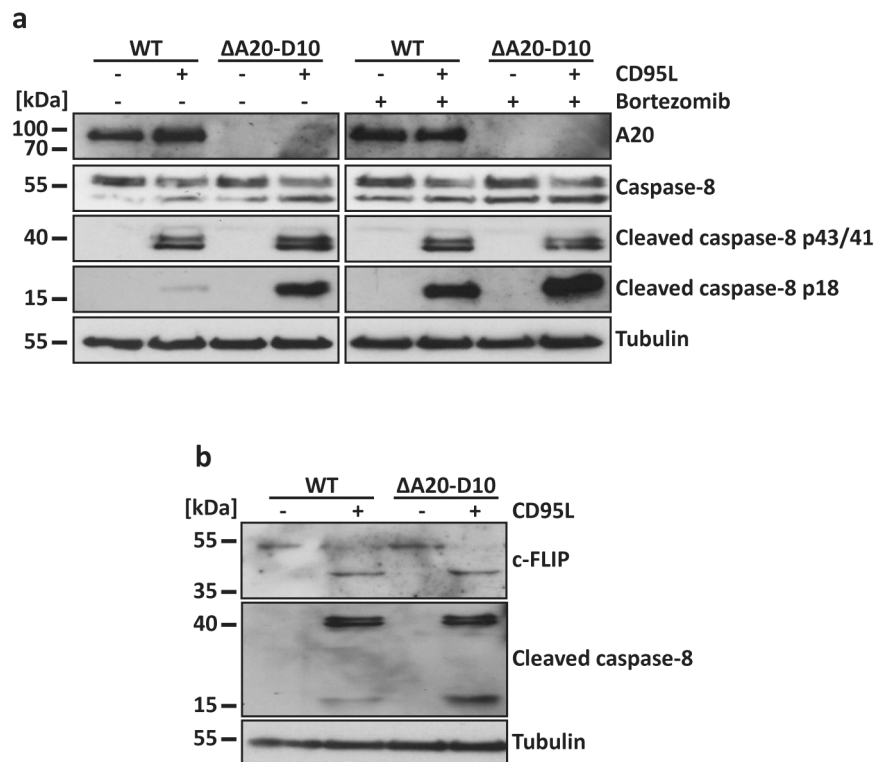 a
WT ΔA20-D10 WT ΔA20-D10
- + - + - + - + CD95L
[kDa] - - - - + + + + Bortezomib
100
70
A20
55 Caspase-8
40 Cleaved caspase-8 p43/41
15 Cleaved caspase-8 p18
55 Tubulin
b
WT ΔA20-D10
[kDa] - + - + CD95L
55
35
c-FLIP
40
15
Cleaved caspase-8
55 Tubulin